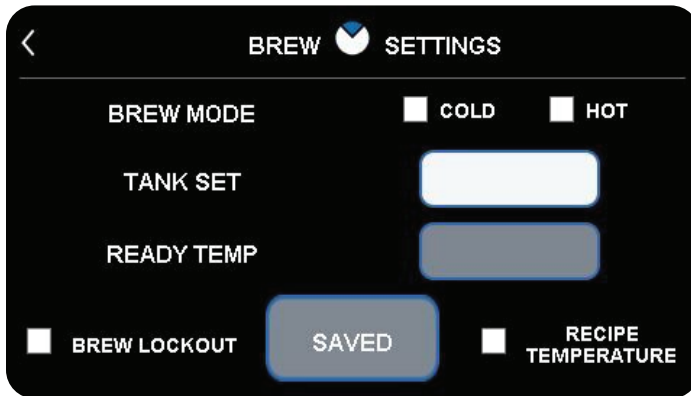 BREW SETTINGS
BREW MODE COLD HOT
TANK SET
READY TEMP
BREW LOCKOUT SAVED RECIPE
TEMPERATURE